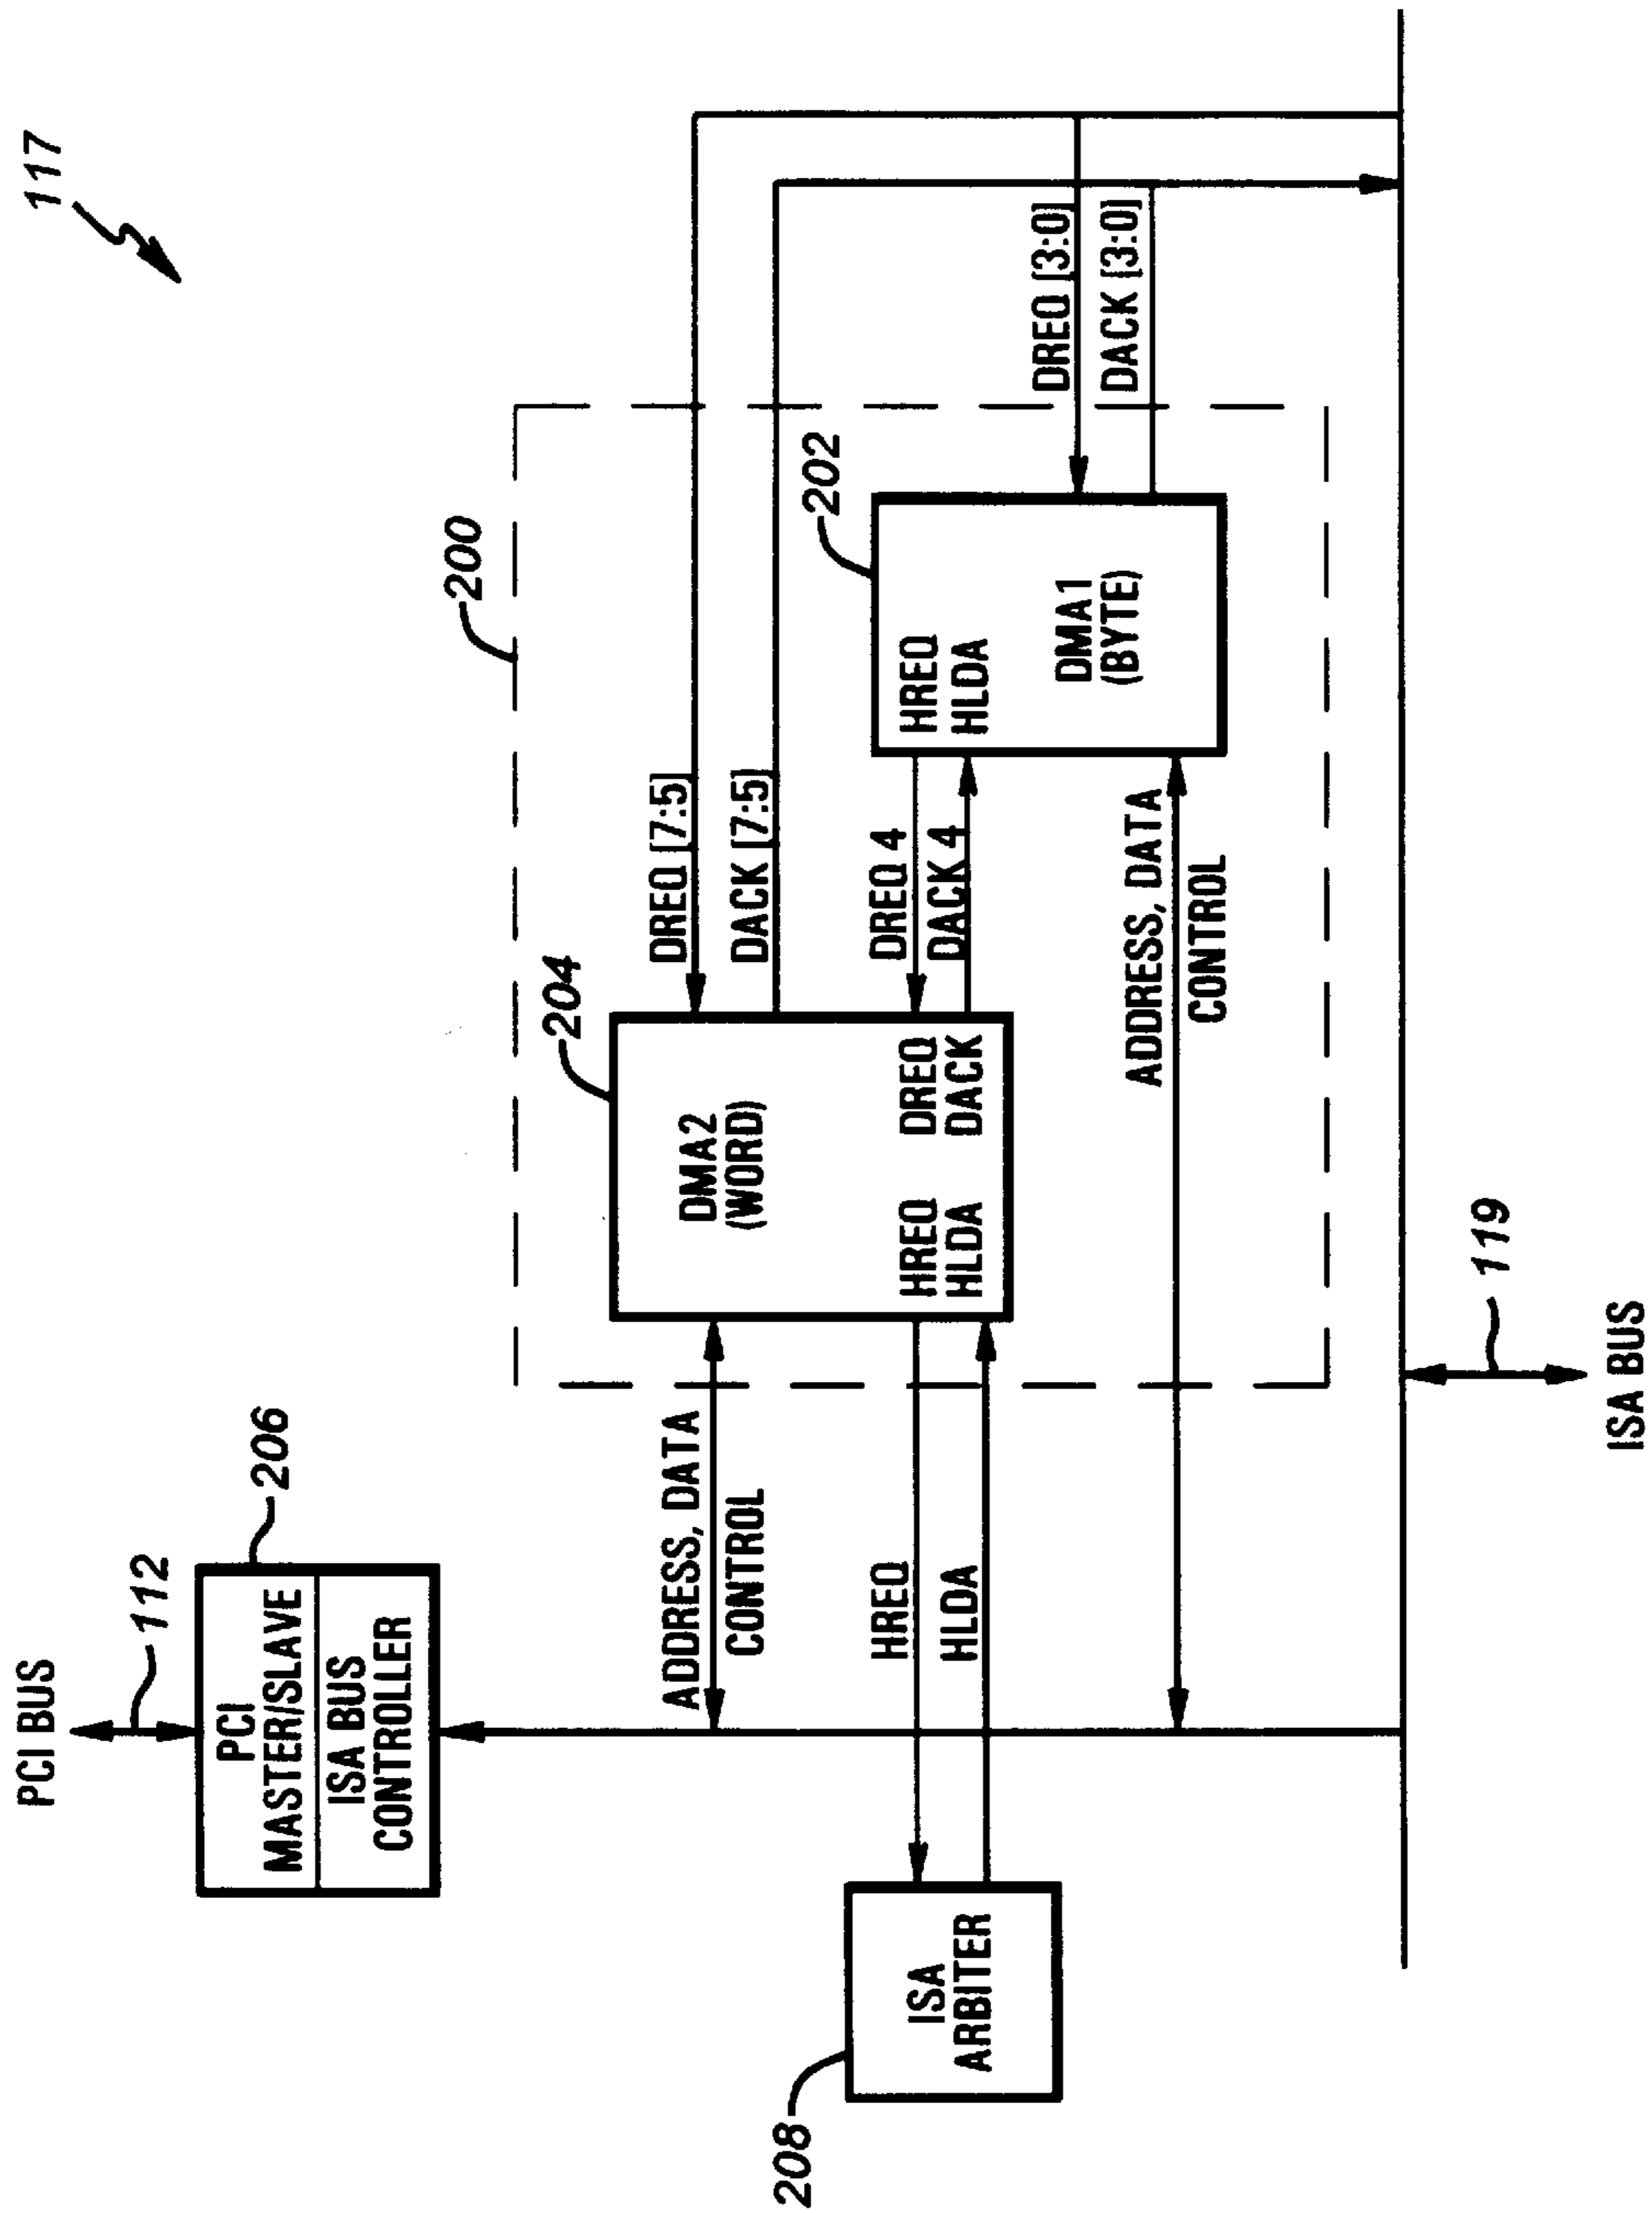 117
PCI BUS
112
206
PCI
MASTER/SLAVE
ISA BUS
CONTROLLER
200
204
DMA2
(WORD)
HREQ
HLDA
DREQ
DACK
ADDRESS, DATA
CONTROL
DREQ [7:5]
DACK [7:5]
202
HREQ
HLDA
DMA1
(BYTE)
DREQ 4
DACK 4
DREQ [3:0]
DACK [3:0]
208
ISA
ARBITER
HREQ
HLDA
ADDRESS, DATA
CONTROL
119
ISA BUS